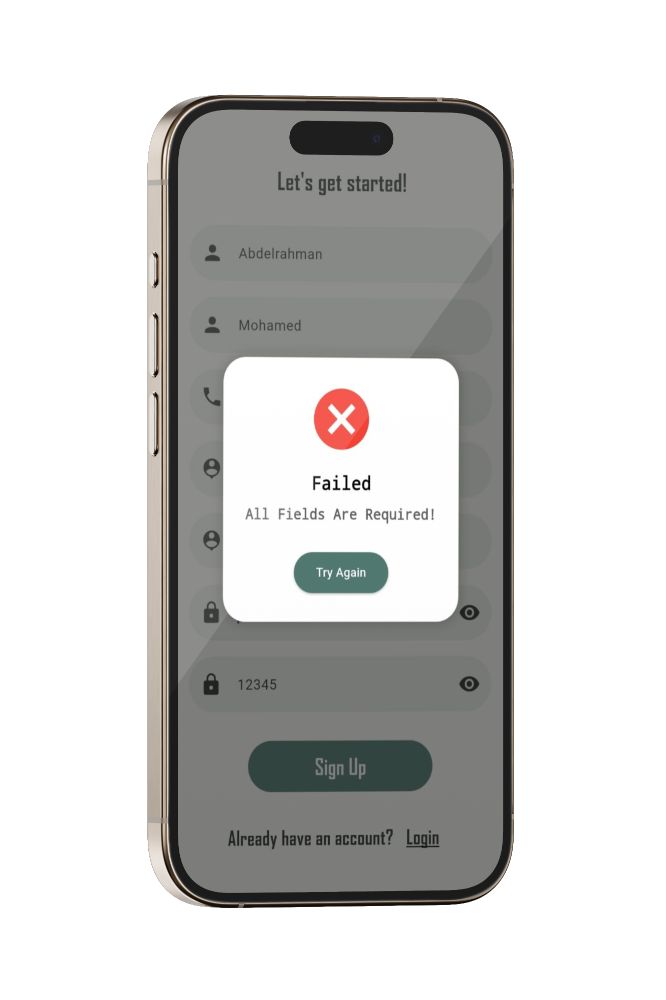 Let's get started!
Abdelrahman
Mohamed
Failed
All Fields Are Required!
Try Again
12345
Sign Up
Already have an account? Login